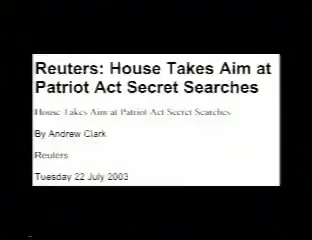 Reuters: House Takes Aim at
Patriot Act Secret Searches
House Takes Aim at Patriot Act Secret Searches
By Andrew Clark
Reuters
Tuesday 22 July 2003